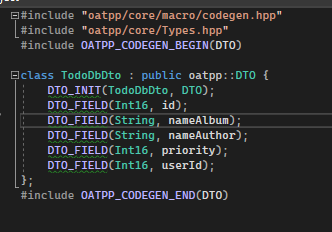 #include "oatpp/core/macro/codegen.hpp"
#include "oatpp/core/Types.hpp"
#include OATPP_CODEGEN_BEGIN(DTO)
class TodoDbDto : public oatpp::DTO {
DTO_INIT(TodoDbDto, DTO);
DTO_FIELD(Int16, id);
DTO_FIELD(String, nameAlbum);
DTO_FIELD(String, nameAuthor);
DTO_FIELD(Int16, priority);
DTO_FIELD(Int16, userId);
};
#include OATPP_CODEGEN_END(DTO)